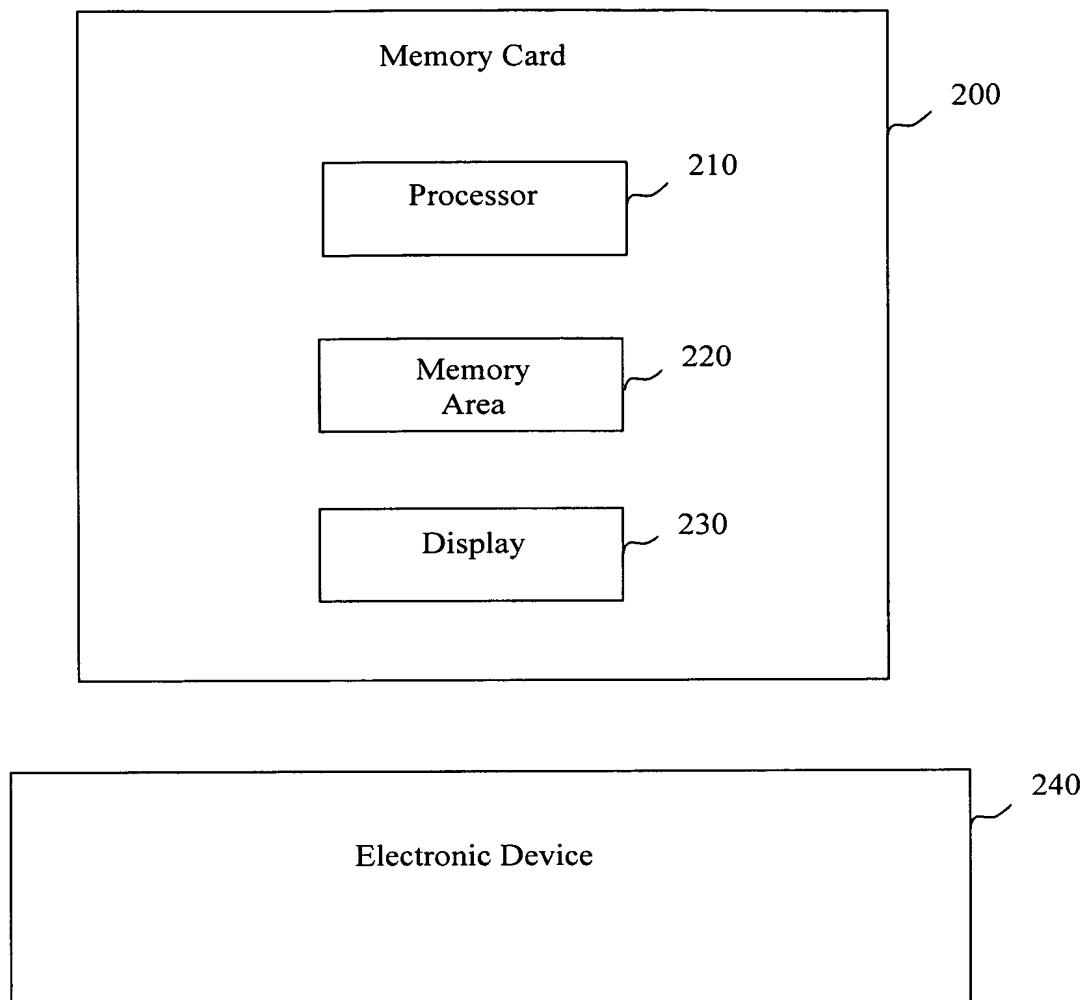 Memory Card
200
Processor
210
Memory
Area
220
Display
230
Electronic Device
240